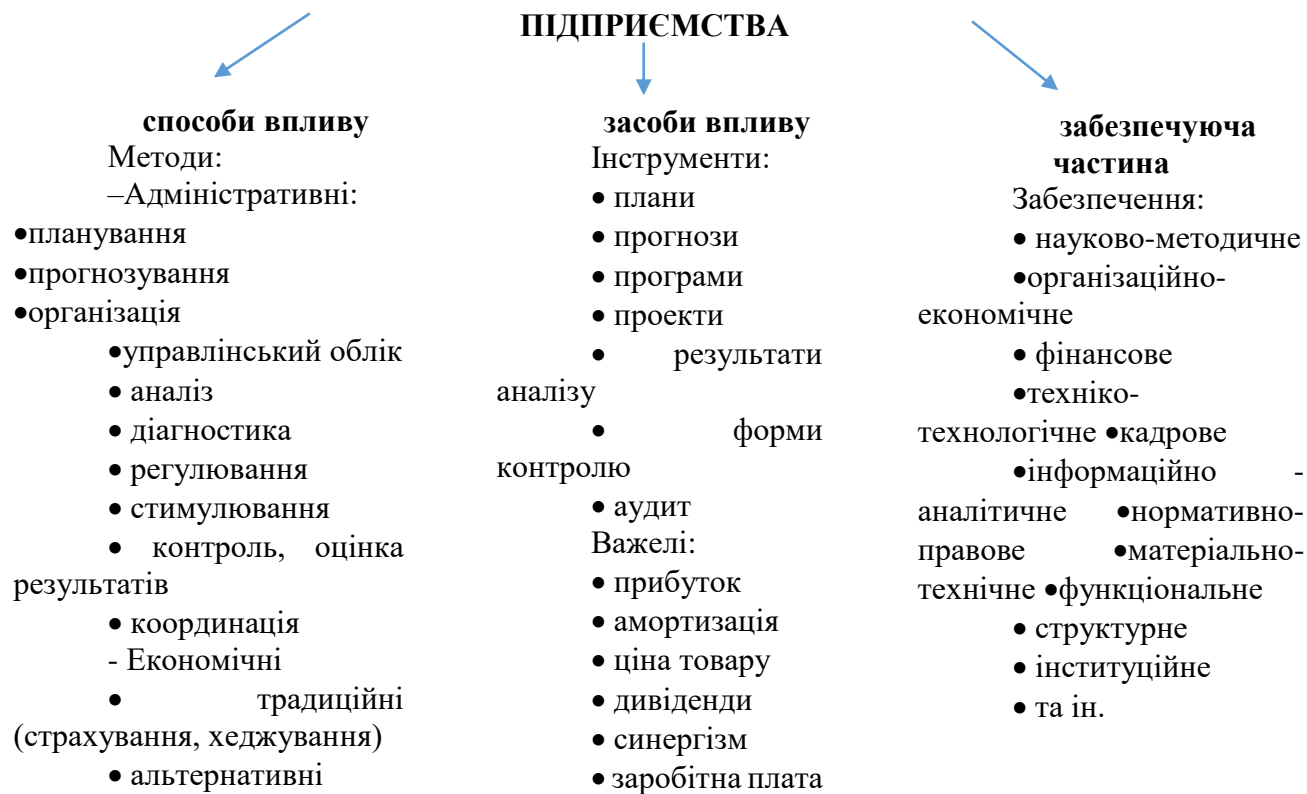 ПІДПРИЄМСТВА
способи впливу
Методи:
–Адміністративні:
•планування
•прогнозування
•організація
•управлінський облік
• аналіз
• діагностика
• регулювання
• стимулювання
• контроль, оцінка
результатів
• координація
- Економічні
• традиційні
(страхування, хеджування)
• альтернативні
засоби впливу
Інструменти:
• плани
• прогнози
• програми
• проекти
• результати
аналізу
• форми
контролю
• аудит
Важелі:
• прибуток
• амортизація
• ціна товару
• дивіденди
• синергізм
• заробітна плата
забезпечуюча
частина
Забезпечення:
• науково-методичне
•організаційно-
економічне
• фінансове
•техніко-
технологічне •кадрове
•інформаційно -
аналітичне •нормативно-
правове •матеріально-
технічне •функціональне
• структурне
• інституційне
• та ін.